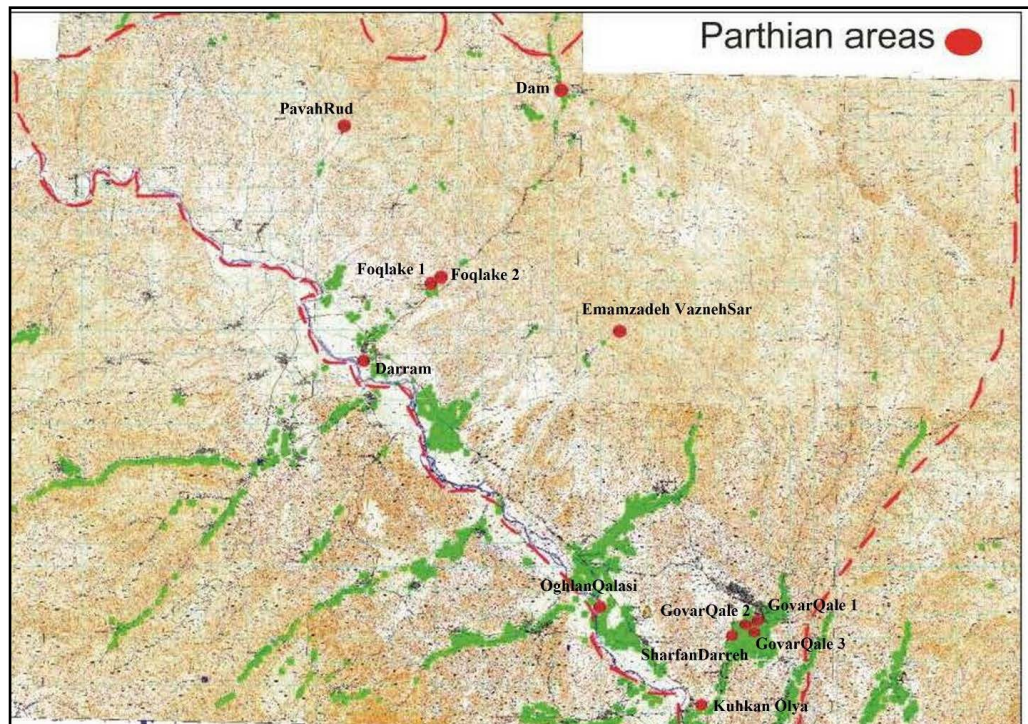 Parthian areas
Dam
PavahRud
Foqlake 1
Foqlake 2
Emamzadeh VaznehSar
Darram
OghlanQalasi
GovarQale 2
GovarQale 1
GovarQale 3
SharfanDarreh
Kuhkan Olya